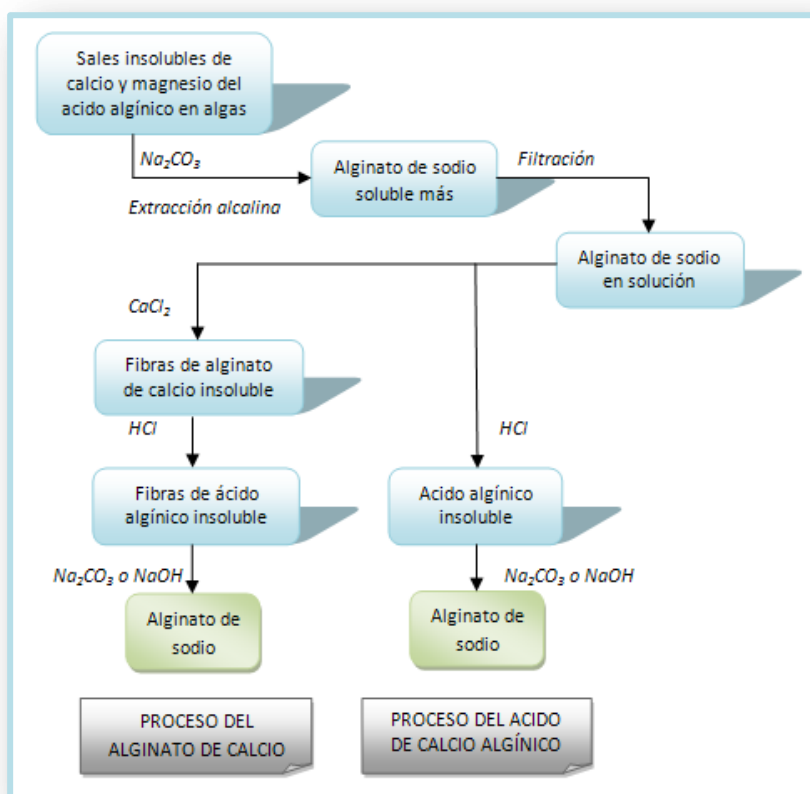 Sales insolubles de
calcio y magnesio del
acido algínico en algas
Na₂CO₃
Extracción alcalina
Alginato de sodio
soluble más
Filtración
Alginato de sodio
en solución
CaCl₂
Fibras de alginato
de calcio insoluble
HCl
Fibras de ácido
algínico insoluble
Na₂CO₃ o NaOH
Alginato de
sodio
HCl
Acido algínico
insoluble
Na₂CO₃ o NaOH
Alginato de
sodio
PROCESO DEL
ALGINATO DE CALCIO
PROCESO DEL ACIDO
DE CALCIO ALGÍNICO